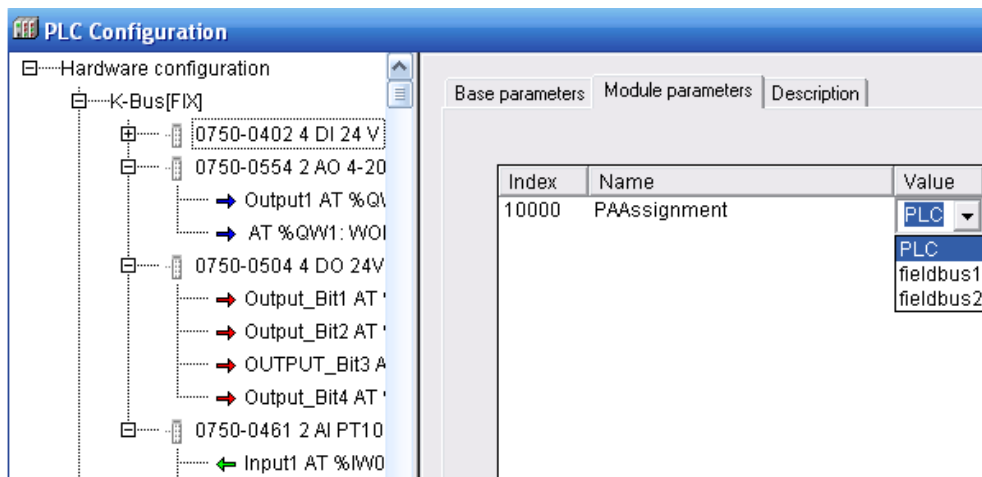 PLC Configuration
Hardware configuration
K-Bus[FIX]
0750-0402 4 DI 24 V
0750-0554 2 AO 4-20
Output1 AT %QW
AT %QW1: WO
0750-0504 4 DO 24V
Output_Bit1 AT
Output_Bit2 AT
OUTPUT_Bit3 A
Output_Bit4 AT
0750-0461 2 AI PT10
Input1 AT %IW0
Base parameters Module parameters Description
Index Name Value
10000 PAAssignment PLC
PLC
fieldbus1
fieldbus2